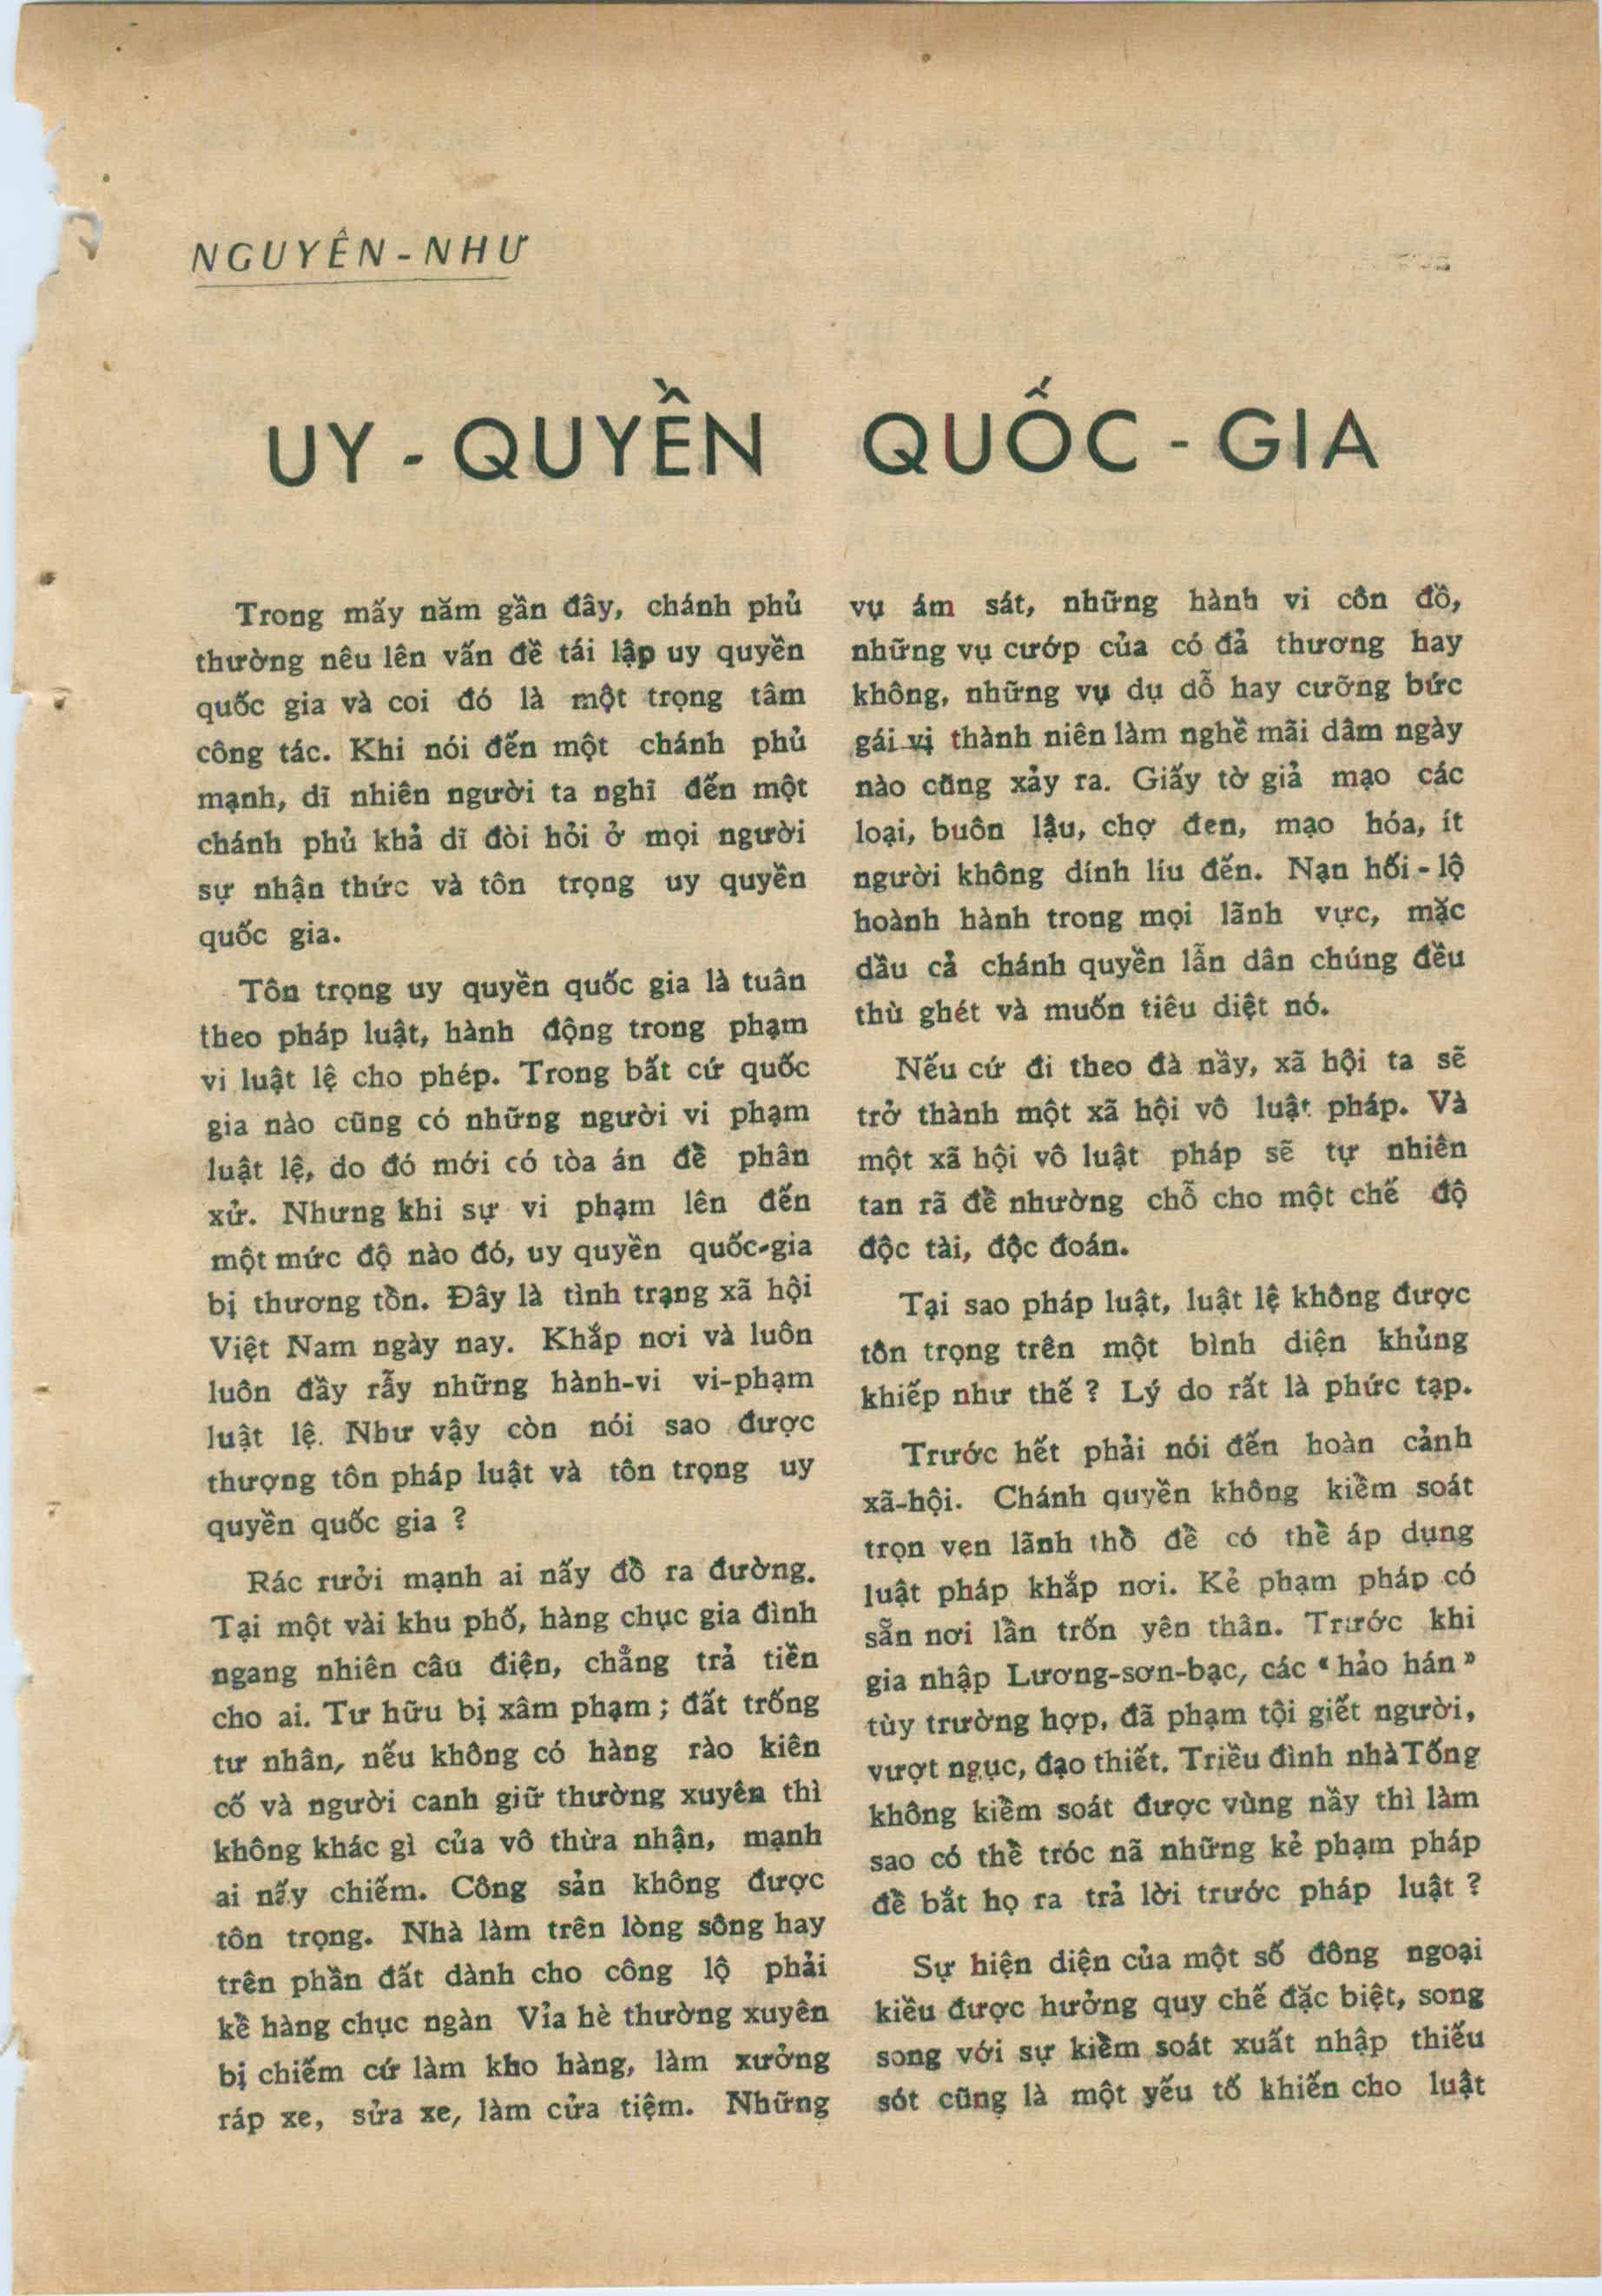 NGUYÊN-NHƯ
UY - QUYỀN QUỐC - GIA
Trong mấy năm gần đây, chánh phủ
thường nêu lên vấn đề tái lập uy quyền
quốc gia và coi đó là một trọng tâm
công tác. Khi nói đến một chánh phủ
mạnh, dĩ nhiên người ta nghĩ đến một
chánh phủ khả dĩ đòi hỏi ở mọi người
sự nhận thức và tôn trọng uy quyền
quốc gia.
Tôn trọng uy quyền quốc gia là tuân
theo pháp luật, hành động trong phạm
vi luật lệ cho phép. Trong bất cứ quốc
gia nào cũng có những người vi phạm
luật lệ, do đó mới có tòa án để phân
xử. Nhưng khi sự vi phạm lên đến
một mức độ nào đó, uy quyền quốc-gia
bị thương tổn. Đây là tình trạng xã hội
Việt Nam ngày nay. Khắp nơi và luôn
luôn đầy rẫy những hành-vi vi-phạm
luật lệ. Như vậy còn nói sao được
thượng tôn pháp luật và tôn trọng uy
quyền quốc gia ?
Rác rưởi mạnh ai nấy đổ ra đường.
Tại một vài khu phố, hàng chục gia đình
ngang nhiên câu điện, chẳng trả tiền
cho ai. Tư hữu bị xâm phạm ; đất trống
tư nhân, nếu không có hàng rào kiên
cố và người canh giữ thường xuyên thì
không khác gì của vô thừa nhận, mạnh
ai nấy chiếm. Công sản không được
tôn trọng. Nhà làm trên lòng sông hay
trên phần đất dành cho công lộ phải
kể hàng chục ngàn Vỉa hè thường xuyên
bị chiếm cứ làm kho hàng, làm xưởng
ráp xe, sửa xe, làm cửa tiệm. Những
vụ ám sát, những hành vi côn đồ,
những vụ cướp của có đả thương hay
không, những vụ dụ dỗ hay cưỡng bức
gái vị thành niên làm nghề mãi dâm ngày
nào cũng xảy ra. Giấy tờ giả mạo các
loại, buôn lậu, chợ đen, mạo hóa, ít
người không dính líu đến. Nạn hối - lộ
hoành hành trong mọi lãnh vực, mặc
dầu cả chánh quyền lẫn dân chúng đều
thù ghét và muốn tiêu diệt nó.
Nếu cứ đi theo đà nầy, xã hội ta sẽ
trở thành một xã hội vô luật pháp. Và
một xã hội vô luật pháp sẽ tự nhiên
tan rã để nhường chỗ cho một chế độ
độc tài, độc đoán.
Tại sao pháp luật, luật lệ không được
tôn trọng trên một bình diện khủng
khiếp như thế ? Lý do rất là phức tạp.
Trước hết phải nói đến hoàn cảnh
xã-hội. Chánh quyền không kiểm soát
trọn vẹn lãnh thổ để có thể áp dụng
luật pháp khắp nơi. Kẻ phạm pháp có
sẵn nơi lẩn trốn yên thân. Trước khi
gia nhập Lương-sơn-bạc, các “hảo hán”
tùy trường hợp, đã phạm tội giết người,
vượt ngục, đạo thiết. Triều đình nhà Tống
không kiểm soát được vùng nầy thì làm
sao có thể tróc nã những kẻ phạm pháp
để bắt họ ra trả lời trước pháp luật ?
Sự hiện diện của một số đông ngoại
kiều được hưởng quy chế đặc biệt, song
song với sự kiểm soát xuất nhập thiếu
sót cũng là một yếu tố khiến cho luật